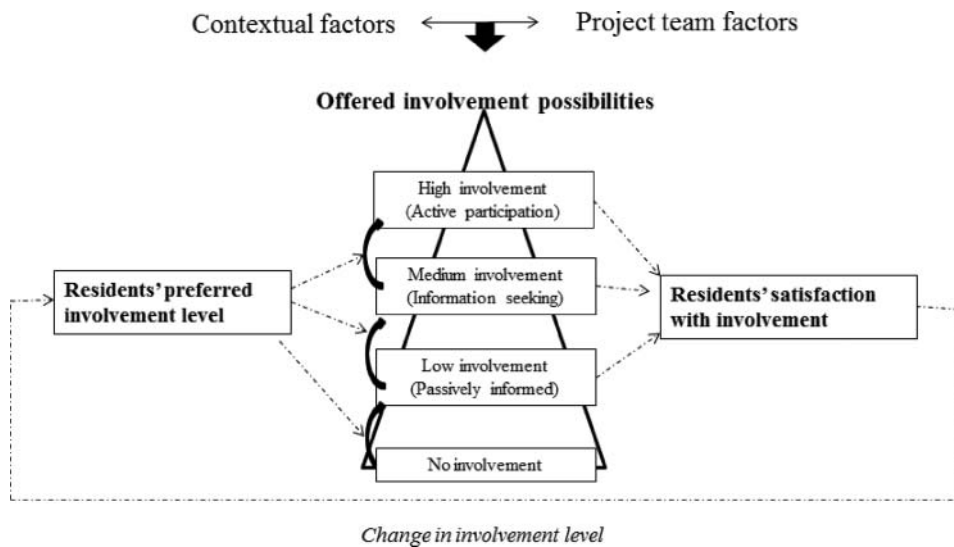 Contextual factors
Project team factors
Offered involvement possibilities
High involvement
(Active participation)
Medium involvement
(Information seeking)
Low involvement
(Passively informed)
No involvement
Residents' preferred
involvement level
Residents' satisfaction
with involvement
Change in involvement level